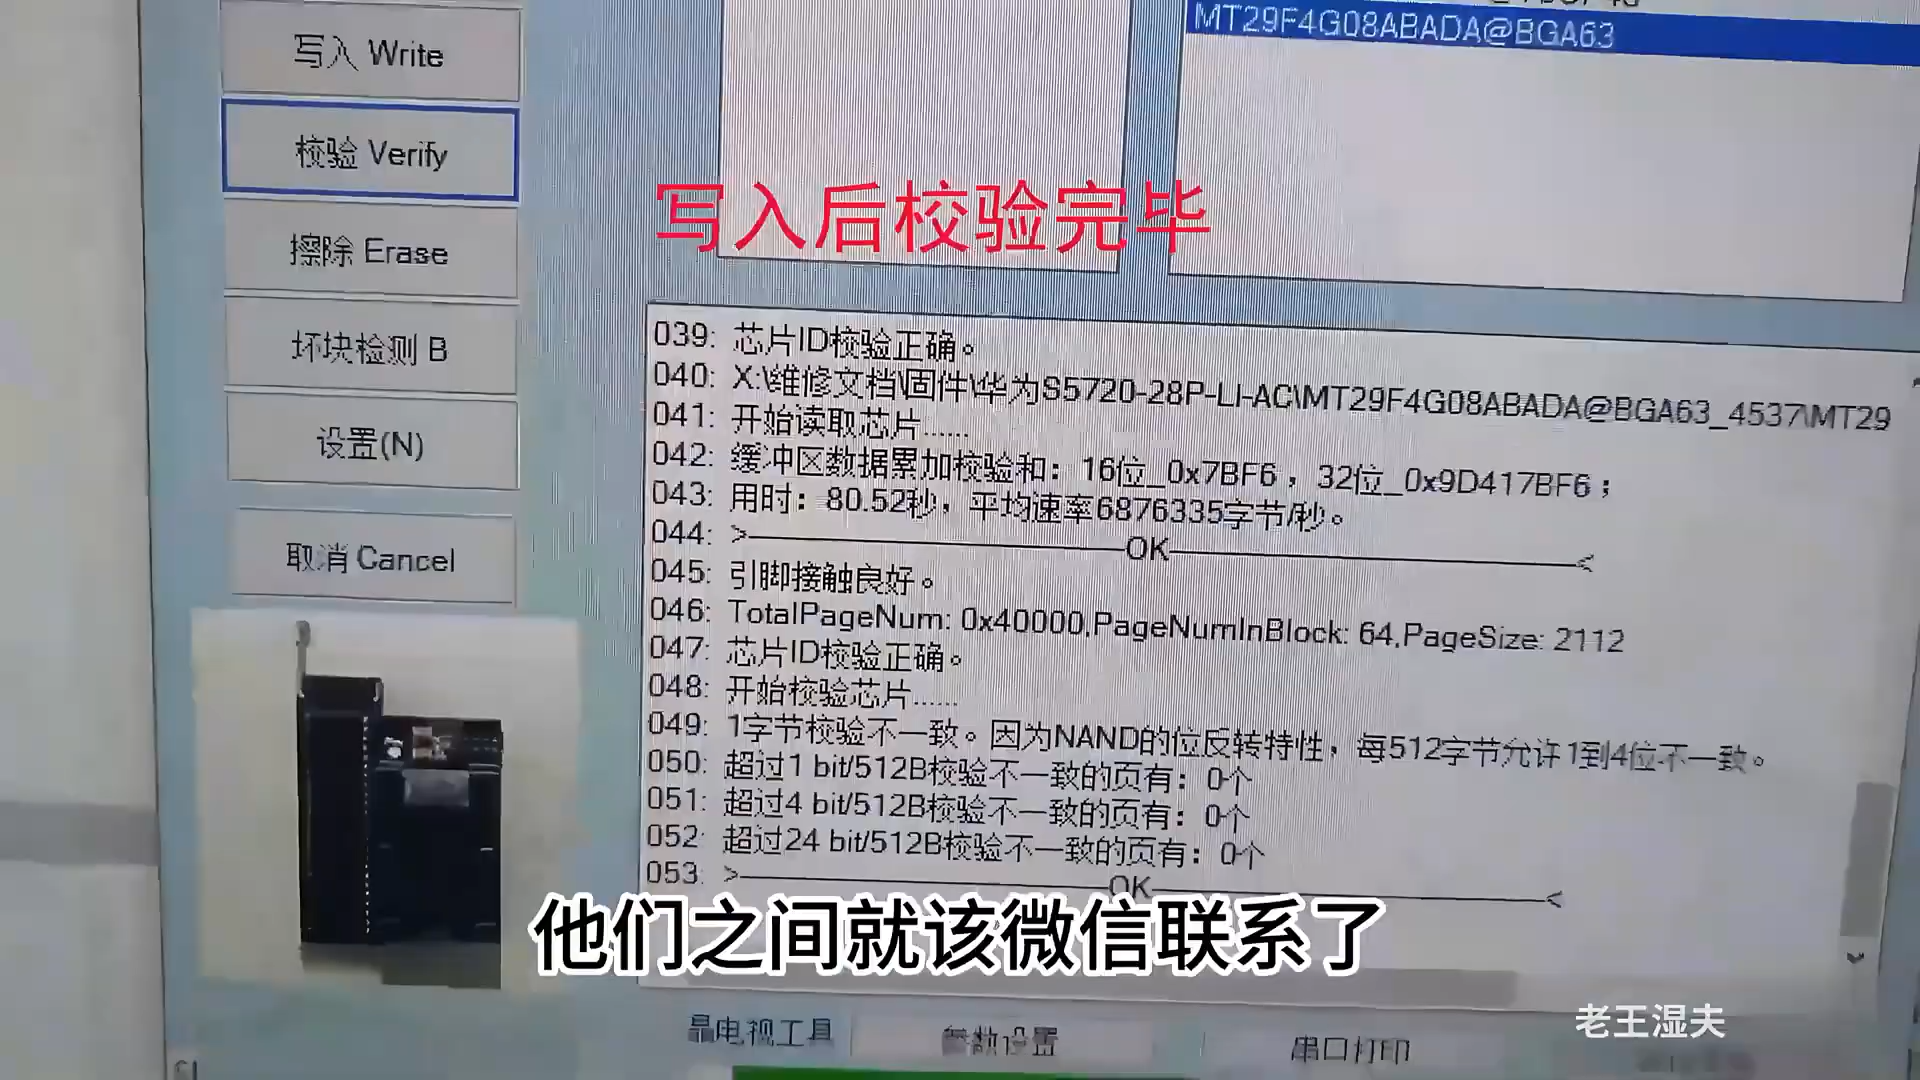 MT29F4G08ABADA@BGA63
写入 Write
校验 Verify
擦除 Erase
坏块检测 B
设置(N)
取消 Cancel
写入后校验完毕
039: 芯片ID校验正确。
040: X:\维修文档\固件\华为S5720-28P-LI-AC\MT29F4G08ABADA@BGA63_4537\MT29
041: 开始读取芯片......
042: 缓冲区数据累加校验和：16位_0x7BF6，32位_0x9D417BF6；
043: 用时：80.52秒，平均速率6876335字节/秒。
044: >————OK————<
045: 引脚接触良好。
046: TotalPageNum: 0x40000,PageNumInBlock: 64,PageSize: 2112
047: 芯片ID校验正确。
048: 开始校验芯片......
049: 1字节校验不一致。因为NAND的位反转特性，每512字节允许1到4位不一致。
050: 超过1 bit/512B校验不一致的页有：0个
051: 超过4 bit/512B校验不一致的页有：0个
052: 超过24 bit/512B校验不一致的页有：0个
053: >————OK————<
他们之间就该微信联系了
老王湿夫
晶电视工具
参数设置
串口打印